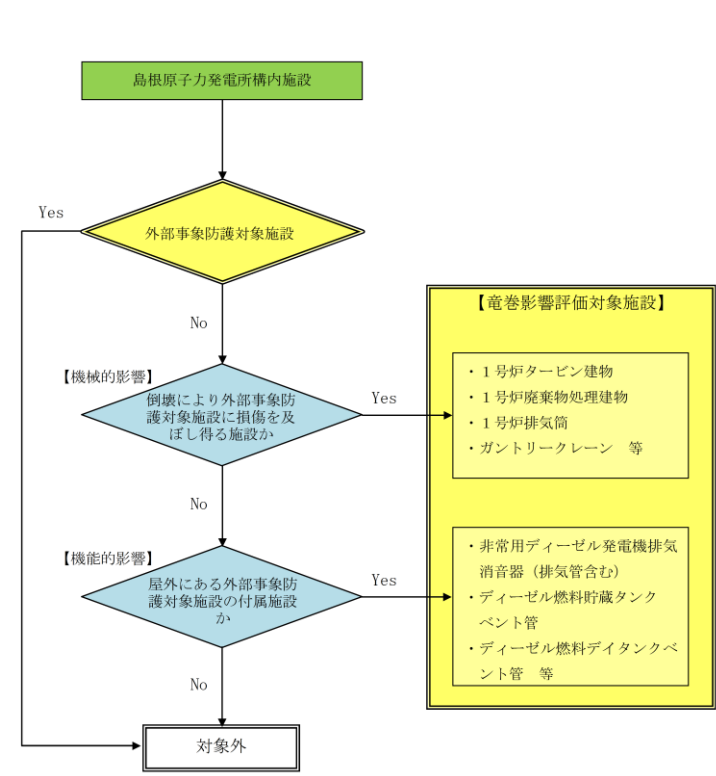 島根原子力発電所構内施設
Yes
外部事象防護対象施設
No
【機械的影響】
倒壊により外部事象防
護対象施設に損傷を及
ぼし得る施設か
Yes
No
【機能的影響】
屋外にある外部事象防
護対象施設の付属施設
か
Yes
No
対象外
【竜巻影響評価対象施設】
・１号炉タービン建物
・１号炉廃棄物処理建物
・１号炉排気筒
・ガントリークレーン　等
・非常用ディーゼル発電機排気
消音器（排気管含む）
・ディーゼル燃料貯蔵タンク
ベント管
・ディーゼル燃料デイタンクベ
ント管　等